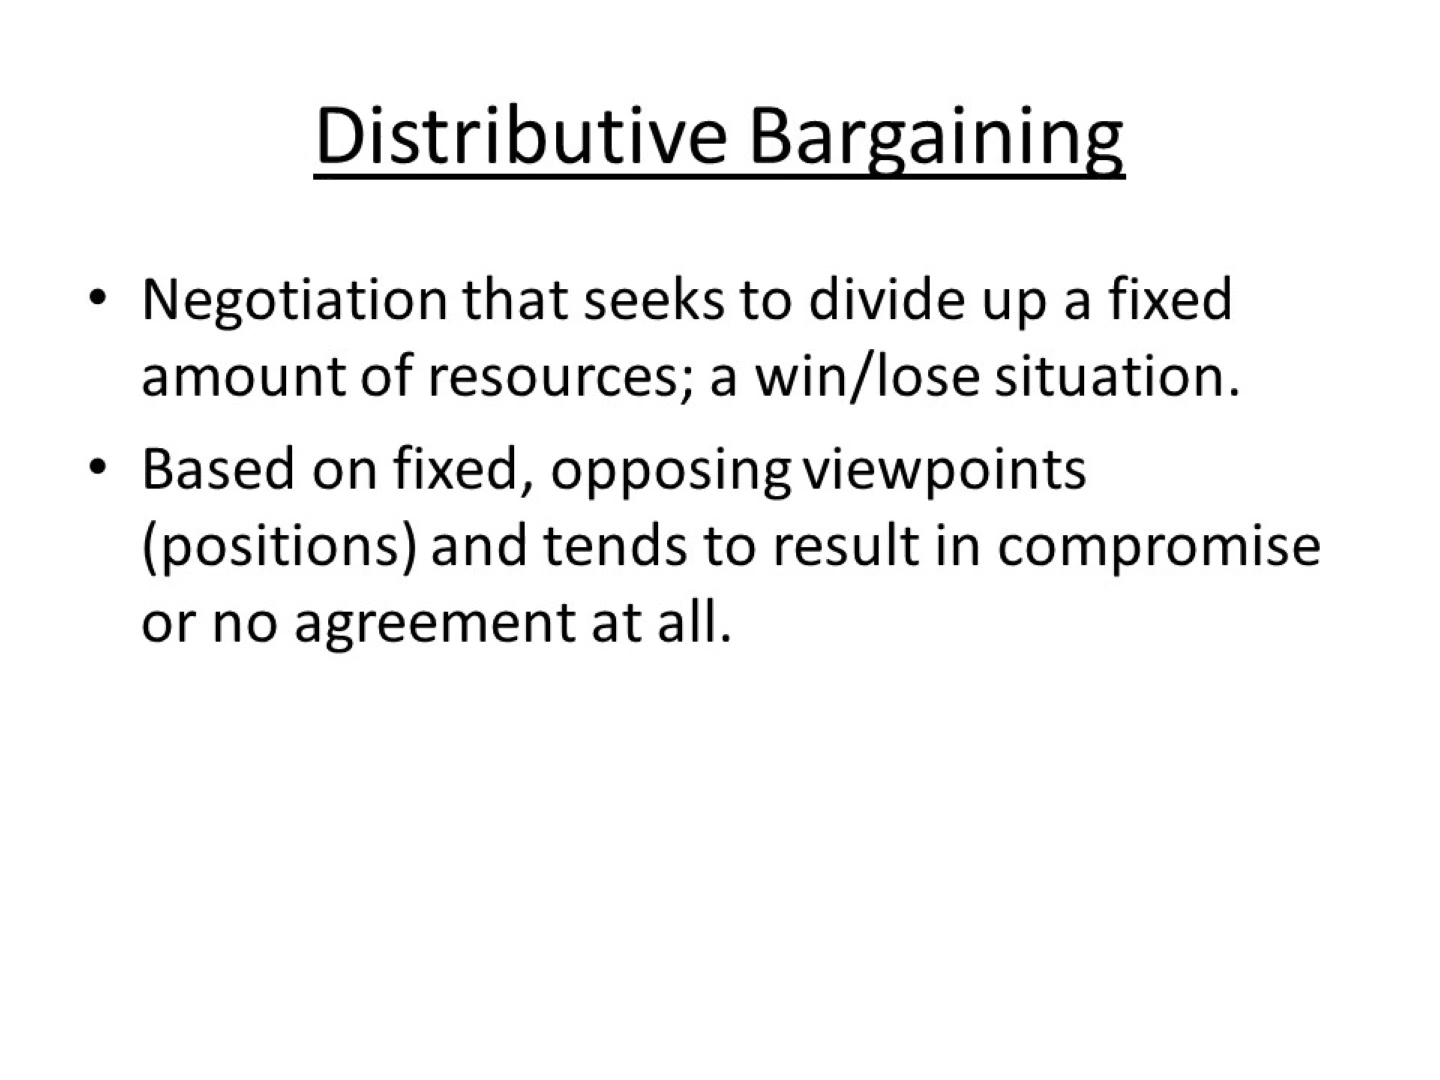 Distributive Bargaining
• Negotiation that seeks to divide up a fixed
amount of resources; a win/lose situation.
• Based on fixed, opposing viewpoints
(positions) and tends to result in compromise
or no agreement at all.